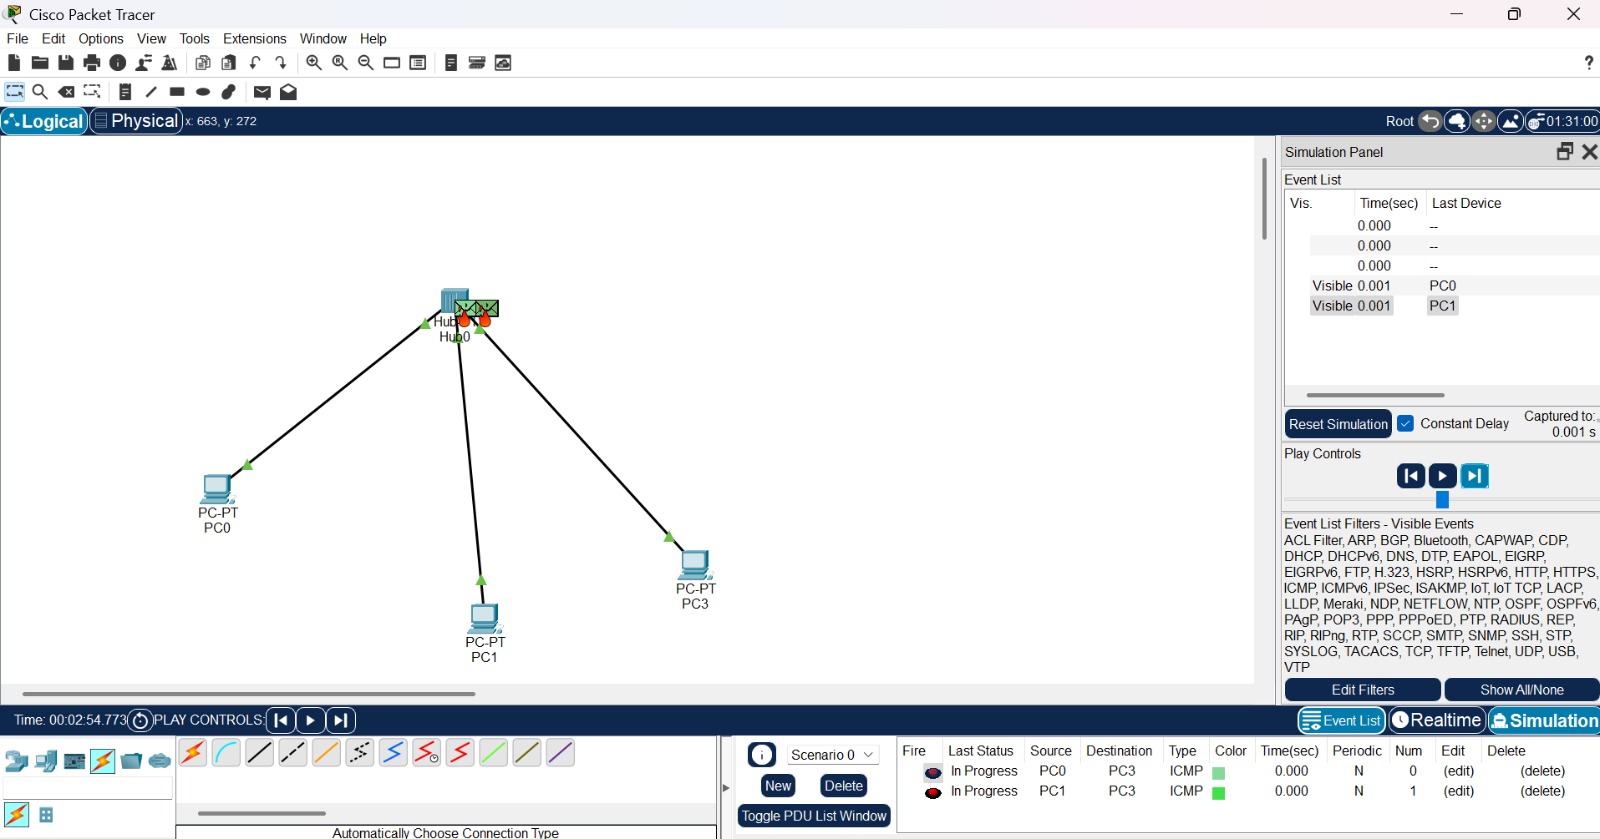 Cisco Packet Tracer
File Edit Options View Tools Extensions Window Help
?
Logical Physical x: 663, y: 272 Root 01:31:00
Simulation Panel
Event List
Vis. Time(sec) Last Device
0.000 --
0.000 --
0.000 --
Visible 0.001 PC0
Visible 0.001 PC1
Hub0
PC-PT
PC0
PC-PT
PC1
PC-PT
PC3
Reset Simulation Constant Delay Captured to:
0.001 s
Play Controls
Event List Filters - Visible Events
ACL Filter, ARP, BGP, Bluetooth, CAPWAP, CDP,
DHCP, DHCPv6, DNS, DTP, EAPOL, EIGRP,
EIGRPv6, FTP, H.323, HSRP, HSRPv6, HTTP, HTTPS,
ICMP, ICMPv6, IPSec, ISAKMP, IoT, IoT TCP, LACP,
LLDP, Meraki, NDP, NETFLOW, NTP, OSPF, OSPFv6,
PAgP, POP3, PPP, PPPoED, PTP, RADIUS, REP,
RIP, RIPng, RTP, SCCP, SMTP, SNMP, SSH, STP,
SYSLOG, TACACS, TCP, TFTP, Telnet, UDP, USB,
VTP
Edit Filters Show All/None
Time: 00:02:54.773 PLAY CONTROLS: Event List Realtime Simulation
Scenario 0
New Delete
Toggle PDU List Window
Fire Last Status Source Destination Type Color Time(sec) Periodic Num Edit Delete
In Progress PC0 PC3 ICMP 0.000 N 0 (edit) (delete)
In Progress PC1 PC3 ICMP 0.000 N 1 (edit) (delete)
Automatically Choose Connection Type